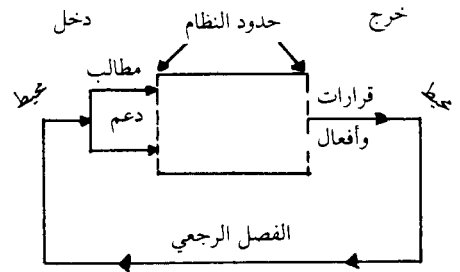 خرج
حدود النظام
دخل
محيط
مطالب
قرارات
محيط
دعم
وأفعال
الفصل الرجعي